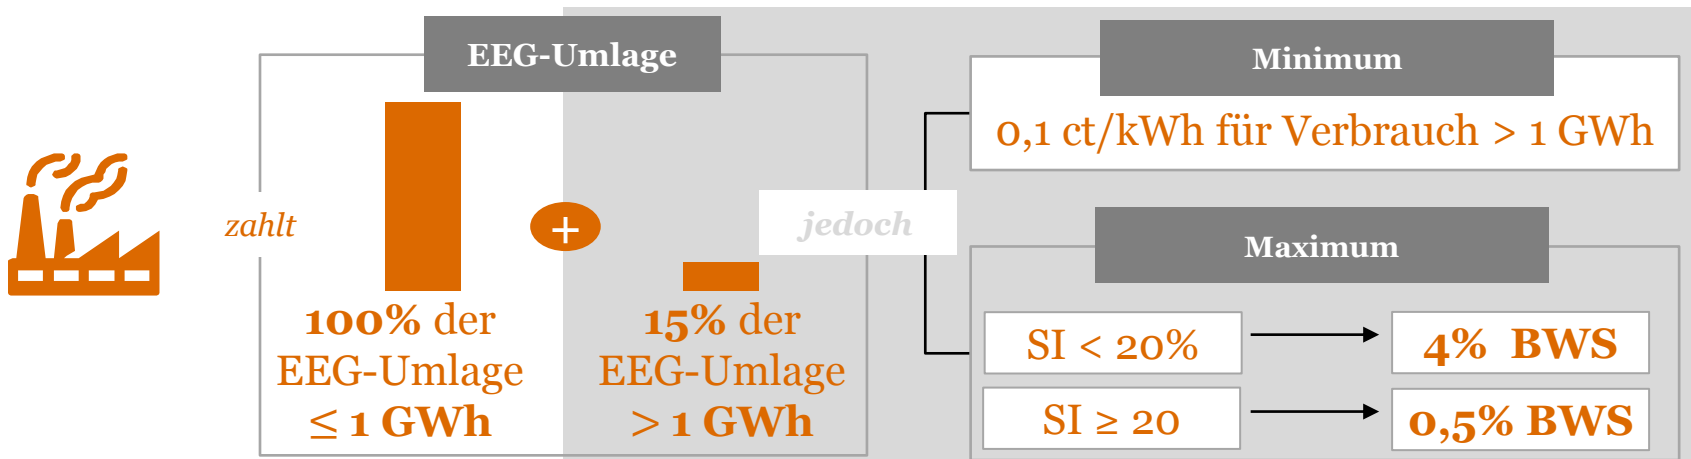 EEG-Umlage
zahlt
100% der
EEG-Umlage
≤ 1 GWh
+
15% der
EEG-Umlage
> 1 GWh
jedoch
Minimum
0,1 ct/kWh für Verbrauch > 1 GWh
Maximum
SI < 20%
4% BWS
SI ≥ 20
0,5% BWS